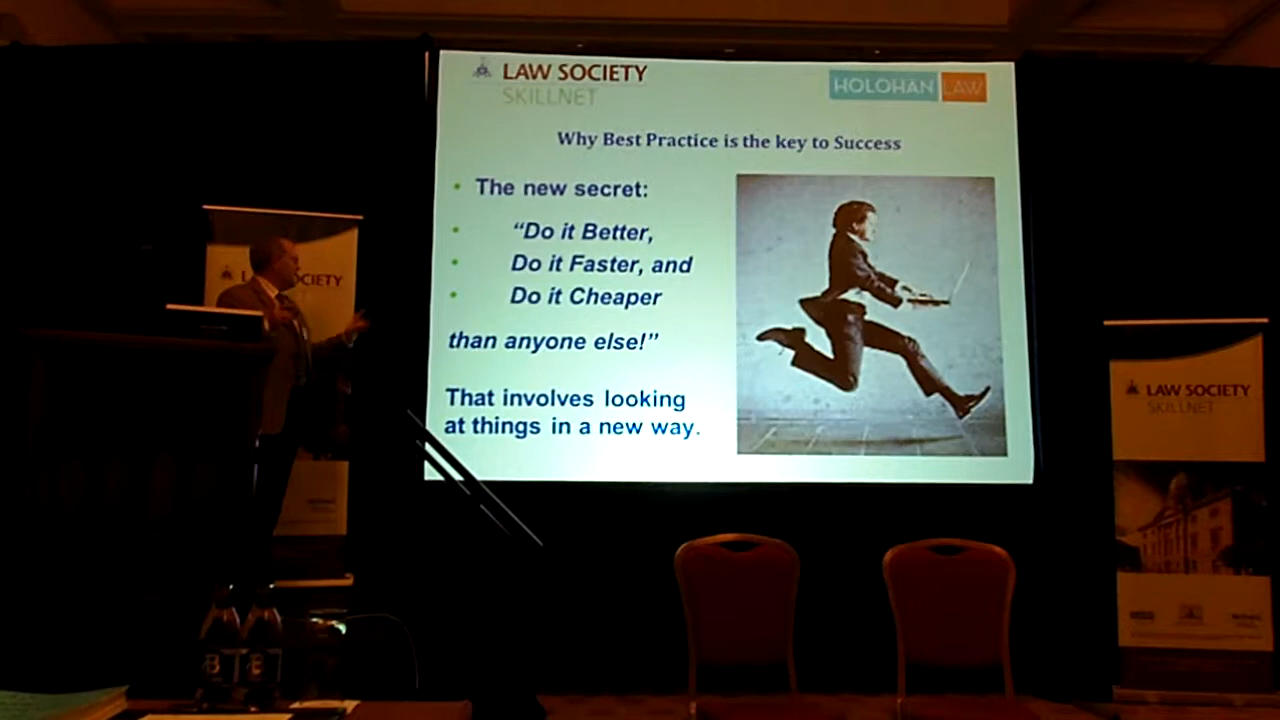 LAW SOCIETY
SKILLNET
HOLOHAN LAW
Why Best Practice is the key to Success
• The new secret:
• “Do it Better,
• Do it Faster, and
• Do it Cheaper
than anyone else!”
That involves looking
at things in a new way.
LAW SOCIETY
SKILLNET